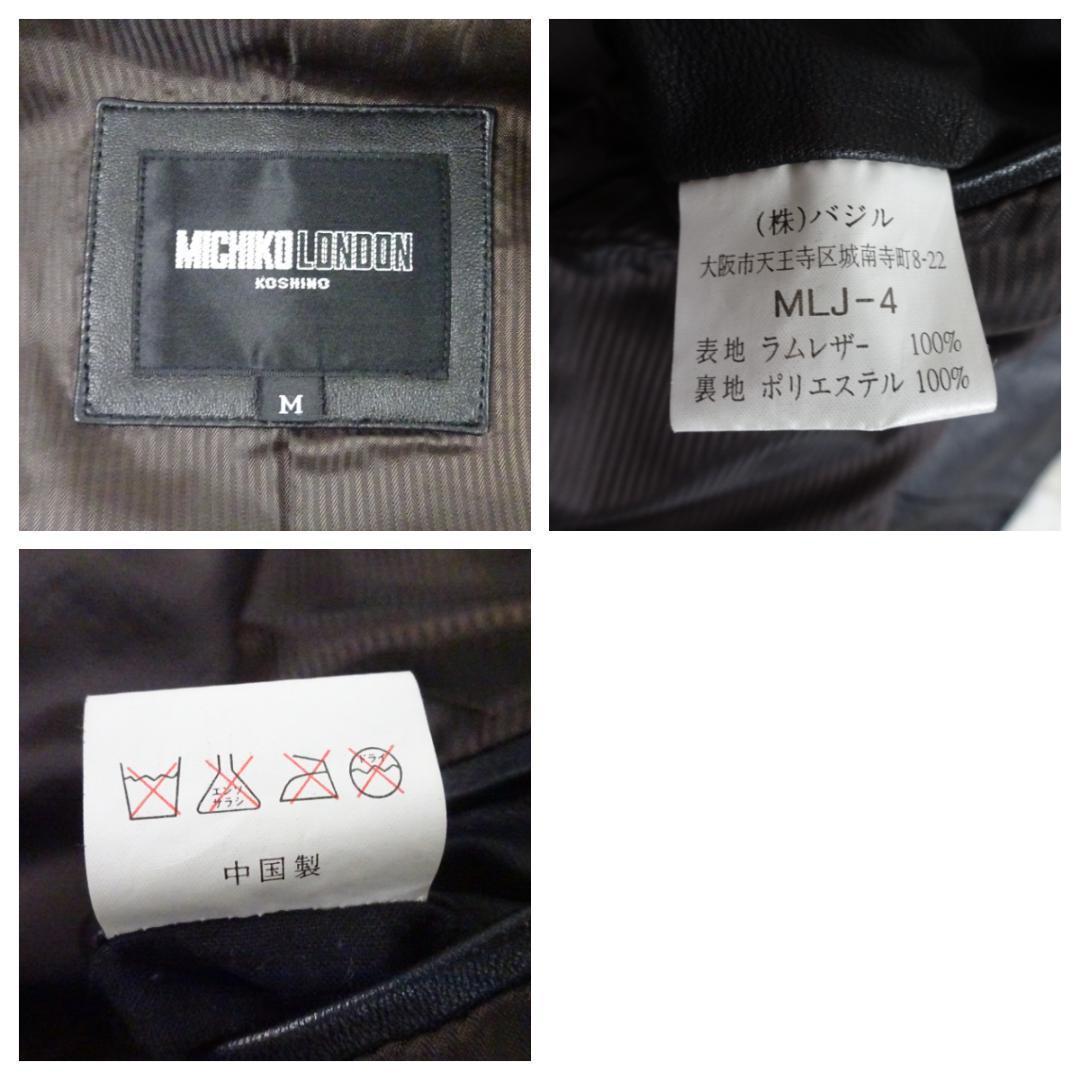 MICHIKO LONDON
KOSHINO
M
(株)バジル
大阪市天王寺区城南寺町8-22
MLJ-4
表地 ラムレザー 100%
裏地 ポリエステル 100%
エンソ
サラシ
ドライ
中国製